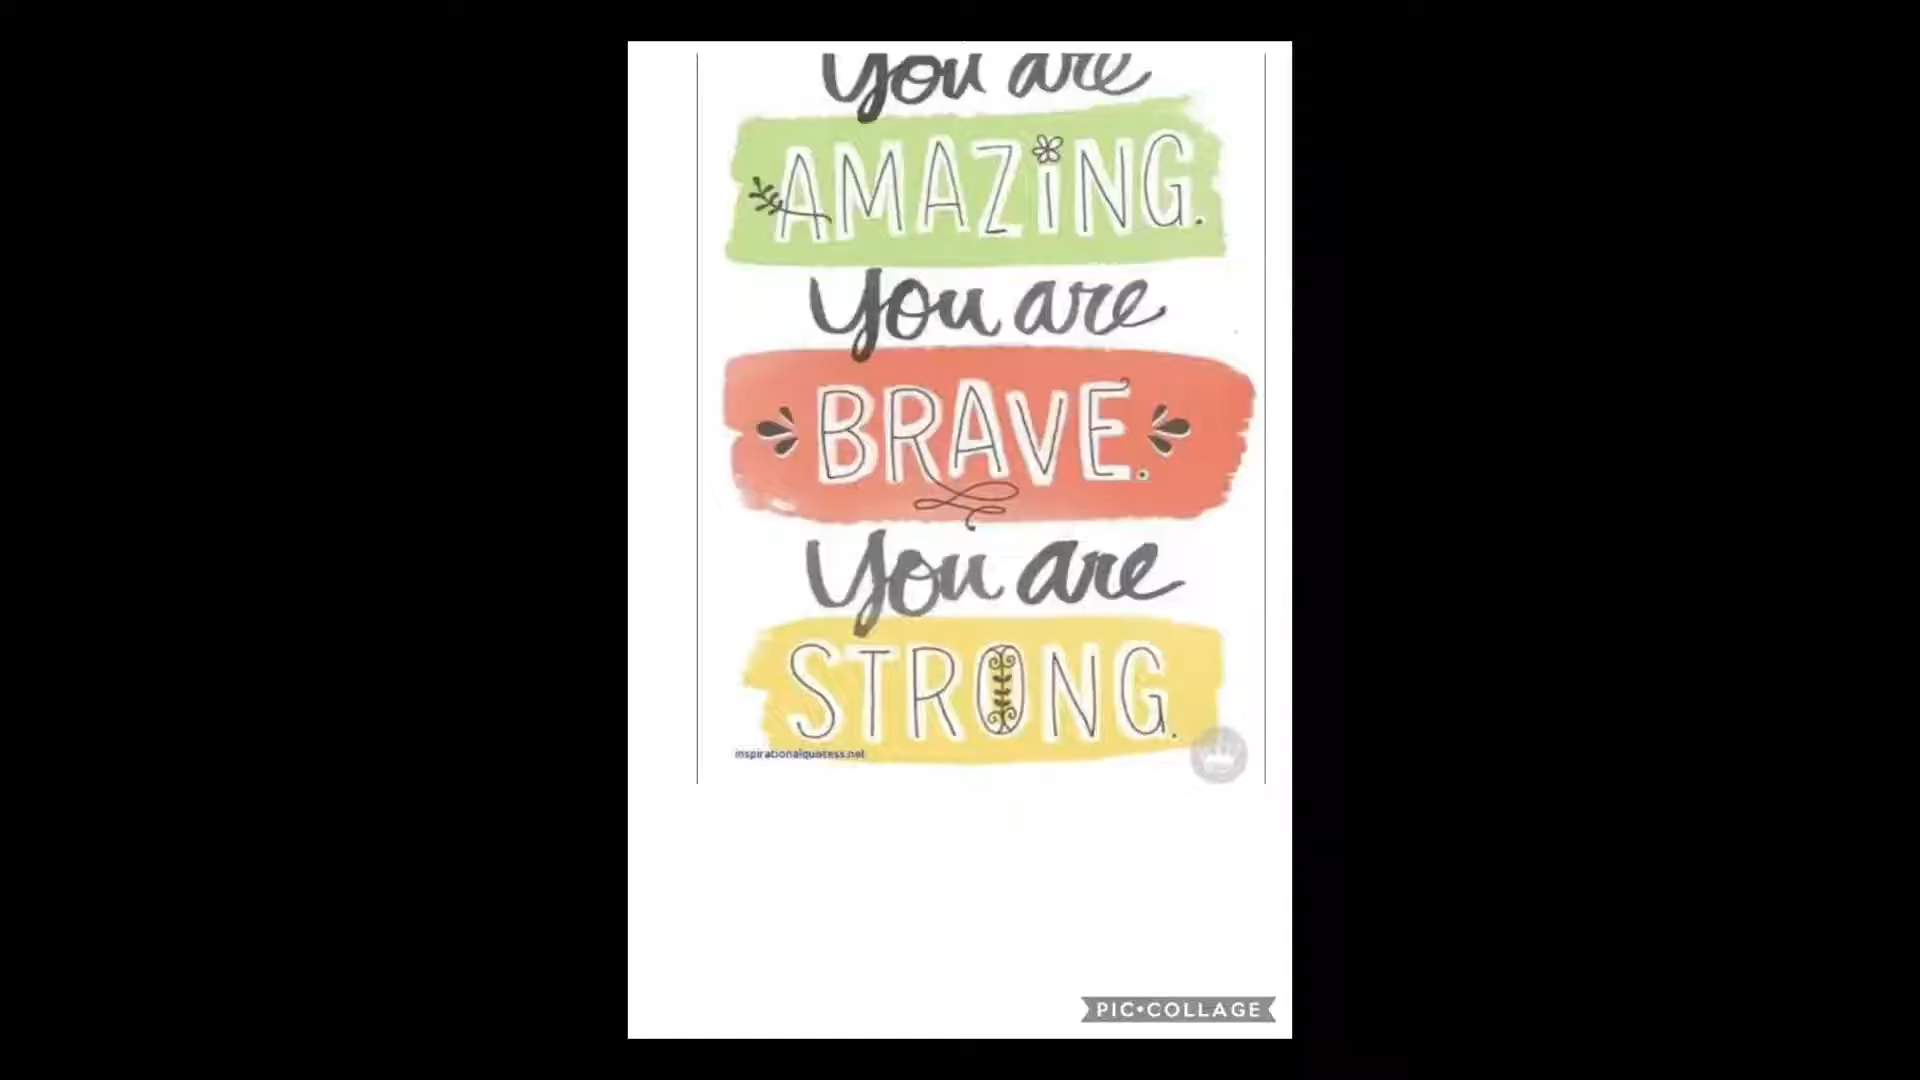 You are
AMAZiNG.
You are
BRAVE.
You are
STRONG.
inspirationalquotess.net
PIC•COLLAGE